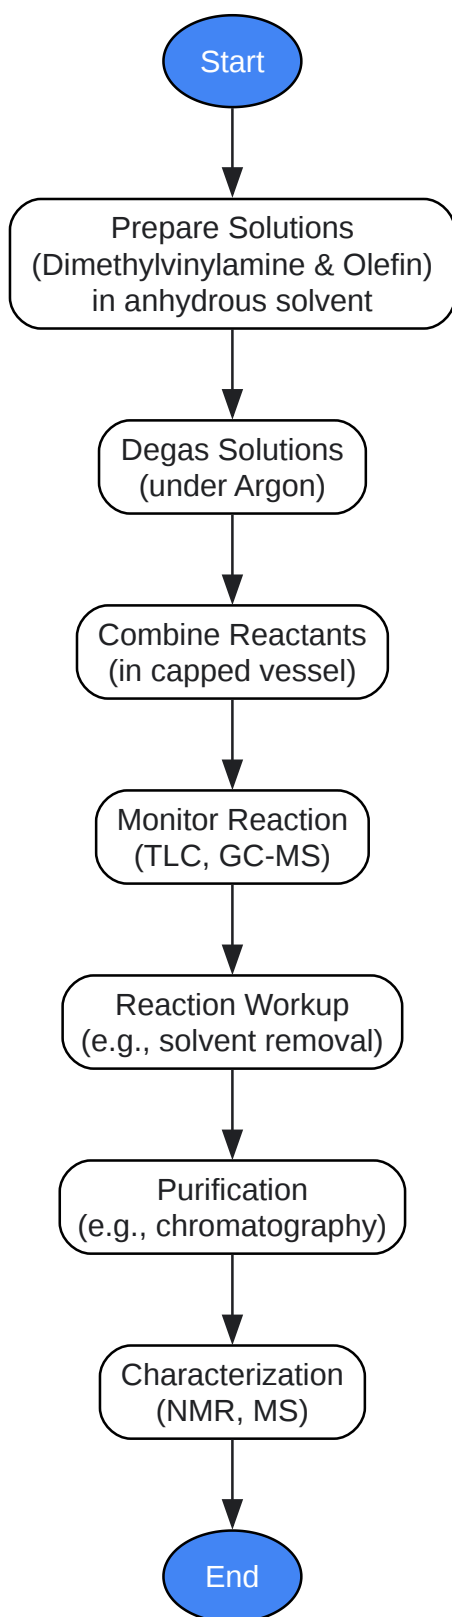 Start
Prepare Solutions
(Dimethylvinylamine & Olefin)
in anhydrous solvent
Degas Solutions
(under Argon)
Combine Reactants
(in capped vessel)
Monitor Reaction
(TLC, GC-MS)
Reaction Workup
(e.g., solvent removal)
Purification
(e.g., chromatography)
Characterization
(NMR, MS)
End